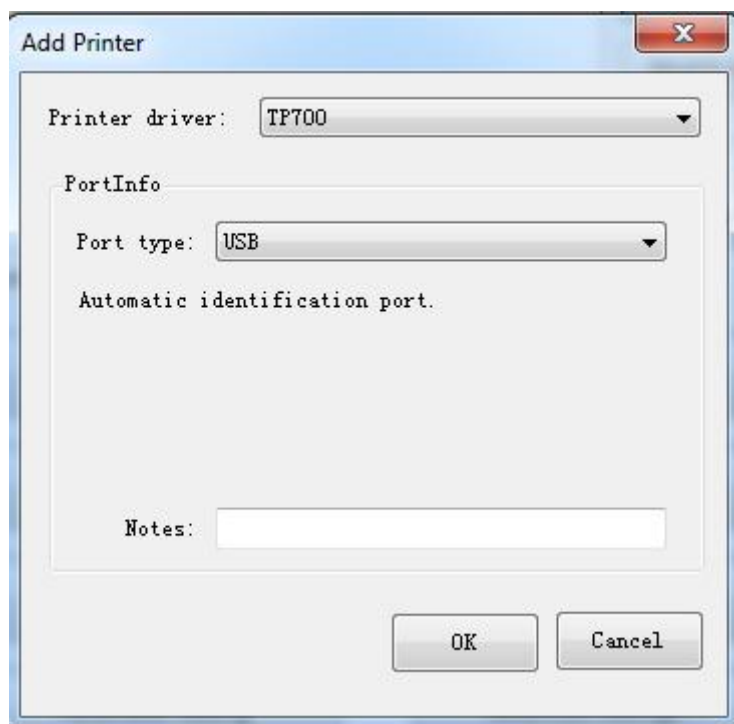 Add Printer
Printer driver: TP700
PortInfo
Port type: USB
Automatic identification port.
Notes:
OK Cancel